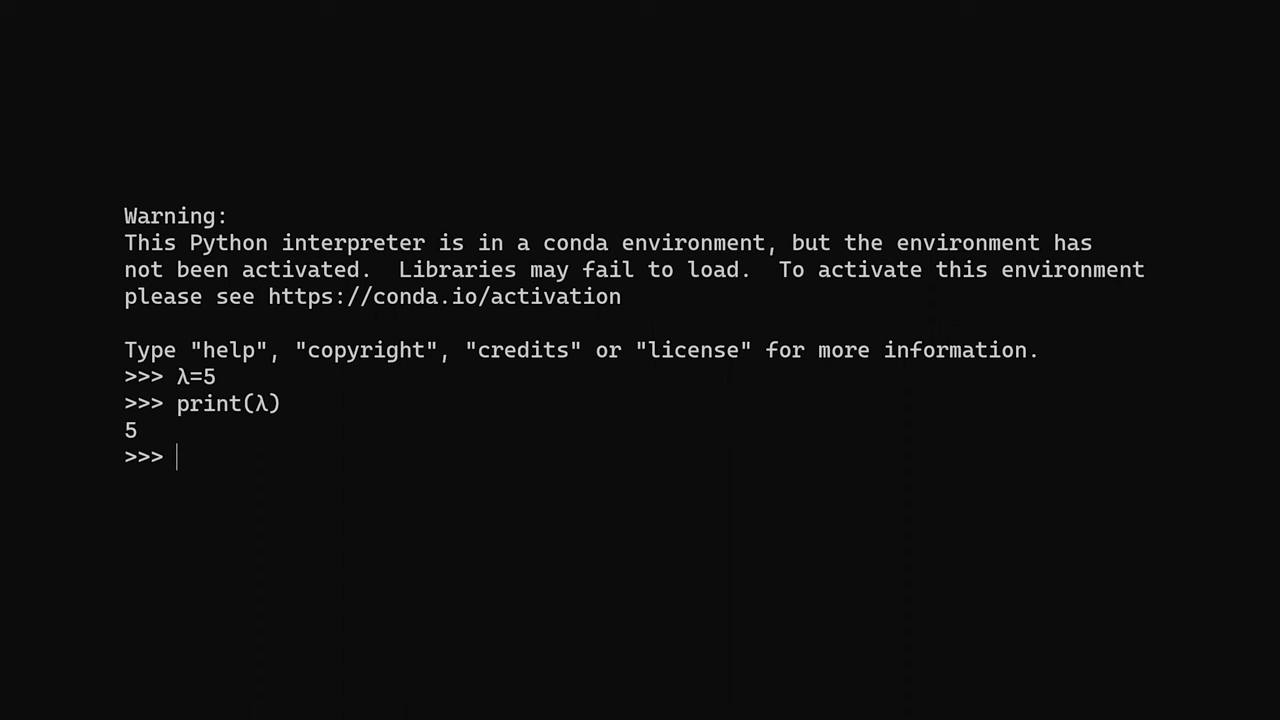 Warning:
This Python interpreter is in a conda environment, but the environment has
not been activated.  Libraries may fail to load.  To activate this environment
please see https://conda.io/activation
Type "help", "copyright", "credits" or "license" for more information.
>>> λ=5
>>> print(λ)
5
>>>